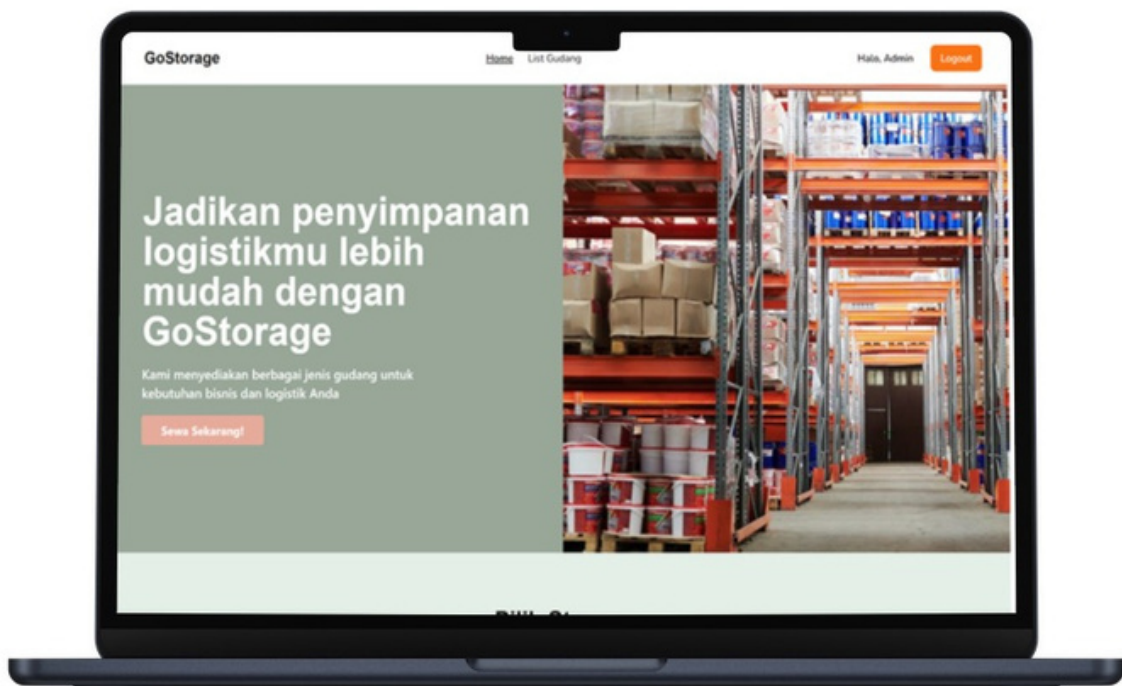 GoStorage
Home List Gudang
Halo, Admin
Logout
Jadikan penyimpanan
logistikmu lebih
mudah dengan
GoStorage
Kami menyediakan berbagai jenis gudang untuk
kebutuhan bisnis dan logistik Anda
Sewa Sekarang!